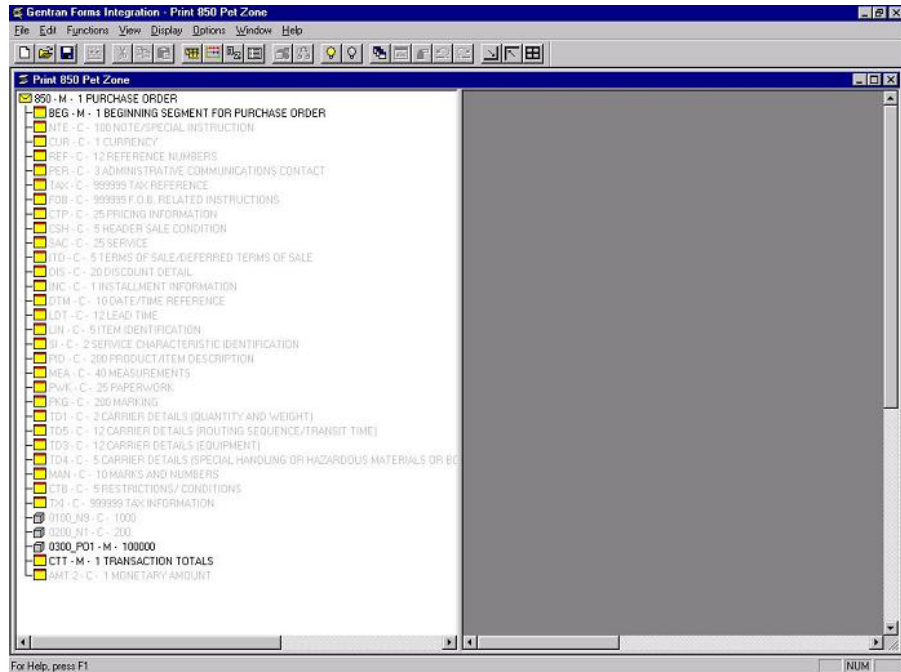 Gentran Forms Integration - Print 850 Pet Zone
File Edit Functions View Display Options Window Help
Print 850 Pet Zone
850 - M - 1 PURCHASE ORDER
BEG - M - 1 BEGINNING SEGMENT FOR PURCHASE ORDER
NTE - C - 100 NOTE/SPECIAL INSTRUCTION
CUR - C - 1 CURRENCY
REF - C - 12 REFERENCE NUMBERS
PER - C - 3 ADMINISTRATIVE COMMUNICATIONS CONTACT
TAX - C - 999999 TAX REFERENCE
FOB - C - 999999 F.O.B. RELATED INSTRUCTIONS
CTP - C - 25 PRICING INFORMATION
CSH - C - 5 HEADER SALE CONDITION
SAC - C - 25 SERVICE
ITD - C - 5 TERMS OF SALE/DEFERRED TERMS OF SALE
DIS - C - 20 DISCOUNT DETAIL
INC - C - 1 INSTALLMENT INFORMATION
DTM - C - 10 DATE/TIME REFERENCE
LDT - C - 12 LEAD TIME
LIN - C - 5 ITEM IDENTIFICATION
SI - C - 2 SERVICE CHARACTERISTIC IDENTIFICATION
PID - C - 200 PRODUCT/ITEM DESCRIPTION
MEA - C - 40 MEASUREMENTS
PWK - C - 25 PAPERWORK
PKG - C - 200 MARKING
TD1 - C - 2 CARRIER DETAILS (QUANTITY AND WEIGHT)
TD5 - C - 12 CARRIER DETAILS (ROUTING SEQUENCE/TRANSIT TIME)
TD3 - C - 12 CARRIER DETAILS (EQUIPMENT)
TD4 - C - 5 CARRIER DETAILS (SPECIAL HANDLING OR HAZARDOUS MATERIALS OR BO
MAN - C - 10 MARKS AND NUMBERS
CTB - C - 5 RESTRICTIONS/ CONDITIONS
TXI - C - 999999 TAX INFORMATION
0100_N9 - C - 1000
0200_N1 - C - 200
0300_PO1 - M - 100000
CTT - M - 1 TRANSACTION TOTALS
AMT:2 - C - 1 MONETARY AMOUNT
For Help, press F1
NUM